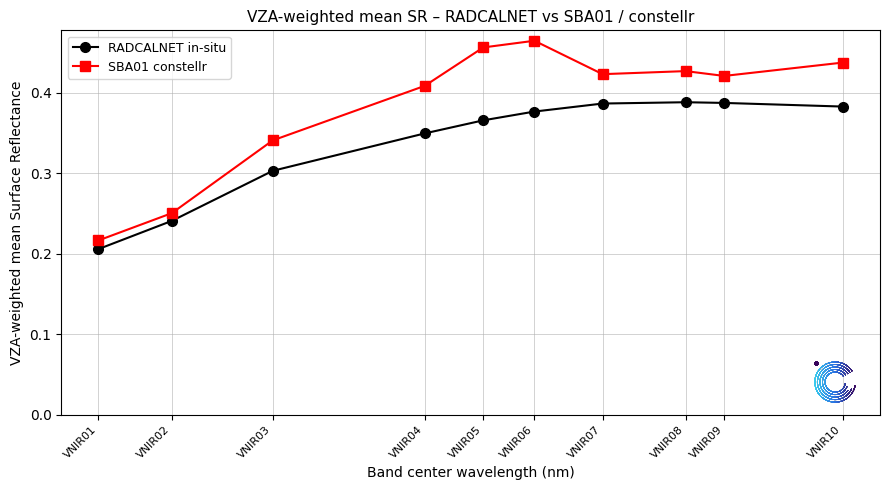 VZA-weighted mean SR – RADCALNET vs SBA01 / constellr
RADCALNET in-situ
SBA01 constellr
VZA-weighted mean Surface Reflectance
0.4
0.3
0.2
0.1
0.0
VNIR01
VNIR02
VNIR03
VNIR04
VNIR05
VNIR06
VNIR07
VNIR08
VNIR09
VNIR10
Band center wavelength (nm)